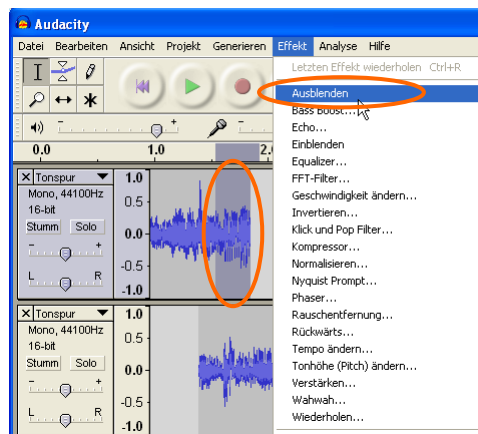 Audacity
Datei Bearbeiten Ansicht Projekt Generieren Effekt Analyse Hilfe
Letzten Effekt wiederholen Ctrl+R
Ausblenden
Bass boost...
Echo...
Einblenden
Equalizer...
FFT-Filter...
Geschwindigkeit ändern...
Invertieren...
Klick und Pop Filter...
Kompressor...
Normalisieren...
Nyquist Prompt...
Phaser...
Rauschentfernung...
Rückwärts...
Tempo ändern...
Tonhöhe (Pitch) ändern...
Verstärken...
Wahwah...
Wiederholen...
- +
-
0.0 1.0 2.
X Tonspur
Mono, 44100Hz
16-bit
Stumm Solo
- +
L R
1.0
0.5
0.0
-0.5
-1.0
X Tonspur
Mono, 44100Hz
16-bit
Stumm Solo
- +
L R
1.0
0.5
0.0
-0.5
-1.0